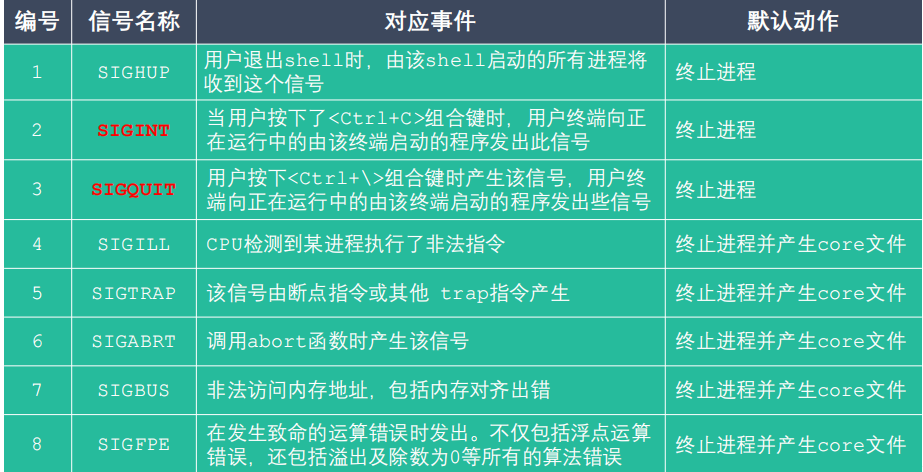 编号 信号名称 对应事件 默认动作
1 SIGHUP 用户退出shell时，由该shell启动的所有进程将
收到这个信号 终止进程
2 SIGINT 当用户按下了<Ctrl+C>组合键时，用户终端向正
在运行中的由该终端启动的程序发出此信号 终止进程
3 SIGQUIT 用户按下<Ctrl+\>组合键时产生该信号，用户终
端向正在运行中的由该终端启动的程序发出些信号 终止进程
4 SIGILL CPU检测到某进程执行了非法指令 终止进程并产生core文件
5 SIGTRAP 该信号由断点指令或其他 trap指令产生 终止进程并产生core文件
6 SIGABRT 调用abort函数时产生该信号 终止进程并产生core文件
7 SIGBUS 非法访问内存地址，包括内存对齐出错 终止进程并产生core文件
8 SIGFPE 在发生致命的运算错误时发出。不仅包括浮点运算
错误，还包括溢出及除数为0等所有的算法错误 终止进程并产生core文件